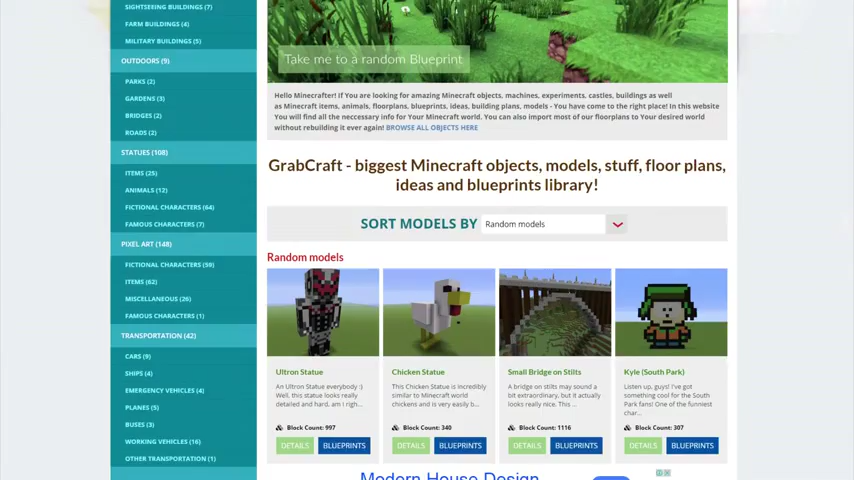 SIGHTSEEING BUILDINGS (7)
FARM BUILDINGS (4)
MILITARY BUILDINGS (5)
OUTDOORS (9)
PARKS (2)
GARDENS (3)
BRIDGES (2)
ROADS (2)
STATUES (108)
ITEMS (25)
ANIMALS (12)
FICTIONAL CHARACTERS (64)
FAMOUS CHARACTERS (7)
PIXEL ART (148)
FICTIONAL CHARACTERS (59)
ITEMS (62)
MISCELLANEOUS (26)
FAMOUS CHARACTERS (1)
TRANSPORTATION (42)
CARS (9)
SHIPS (4)
EMERGENCY VEHICLES (4)
PLANES (5)
BUSES (3)
WORKING VEHICLES (16)
OTHER TRANSPORTATION (1)
Take me to a random Blueprint
Hello Minecrafter! If You are looking for amazing Minecraft objects, machines, experiments, castles, buildings as well
as Minecraft items, animals, floorplans, blueprints, ideas, building plans, models - You have come to the right place! In this website
You will find all the neccessary info for Your Minecraft world. You can also import most of our floorplans to Your desired world
without rebuilding it ever again! BROWSE ALL OBJECTS HERE
GrabCraft - biggest Minecraft objects, models, stuff, floor plans,
ideas and blueprints library!
SORT MODELS BY Random models
Random models
Ultron Statue
An Ultron Statue everybody :)
Well, this statue looks really
detailed and hard, am I righ...
Block Count: 997
DETAILS BLUEPRINTS
Chicken Statue
This Chicken Statue is incredibly
similar to Minecraft world
chickens and is very easily b...
Block Count: 340
DETAILS BLUEPRINTS
Small Bridge on Stilts
A bridge on stilts may sound a
bit extraordinary, but it actually
looks really nice. This ...
Block Count: 1116
DETAILS BLUEPRINTS
Kyle (South Park)
Listen up, guys! I've got
something cool for the South
Park fans! One of the funniest
char...
Block Count: 307
DETAILS BLUEPRINTS
Modern House Design